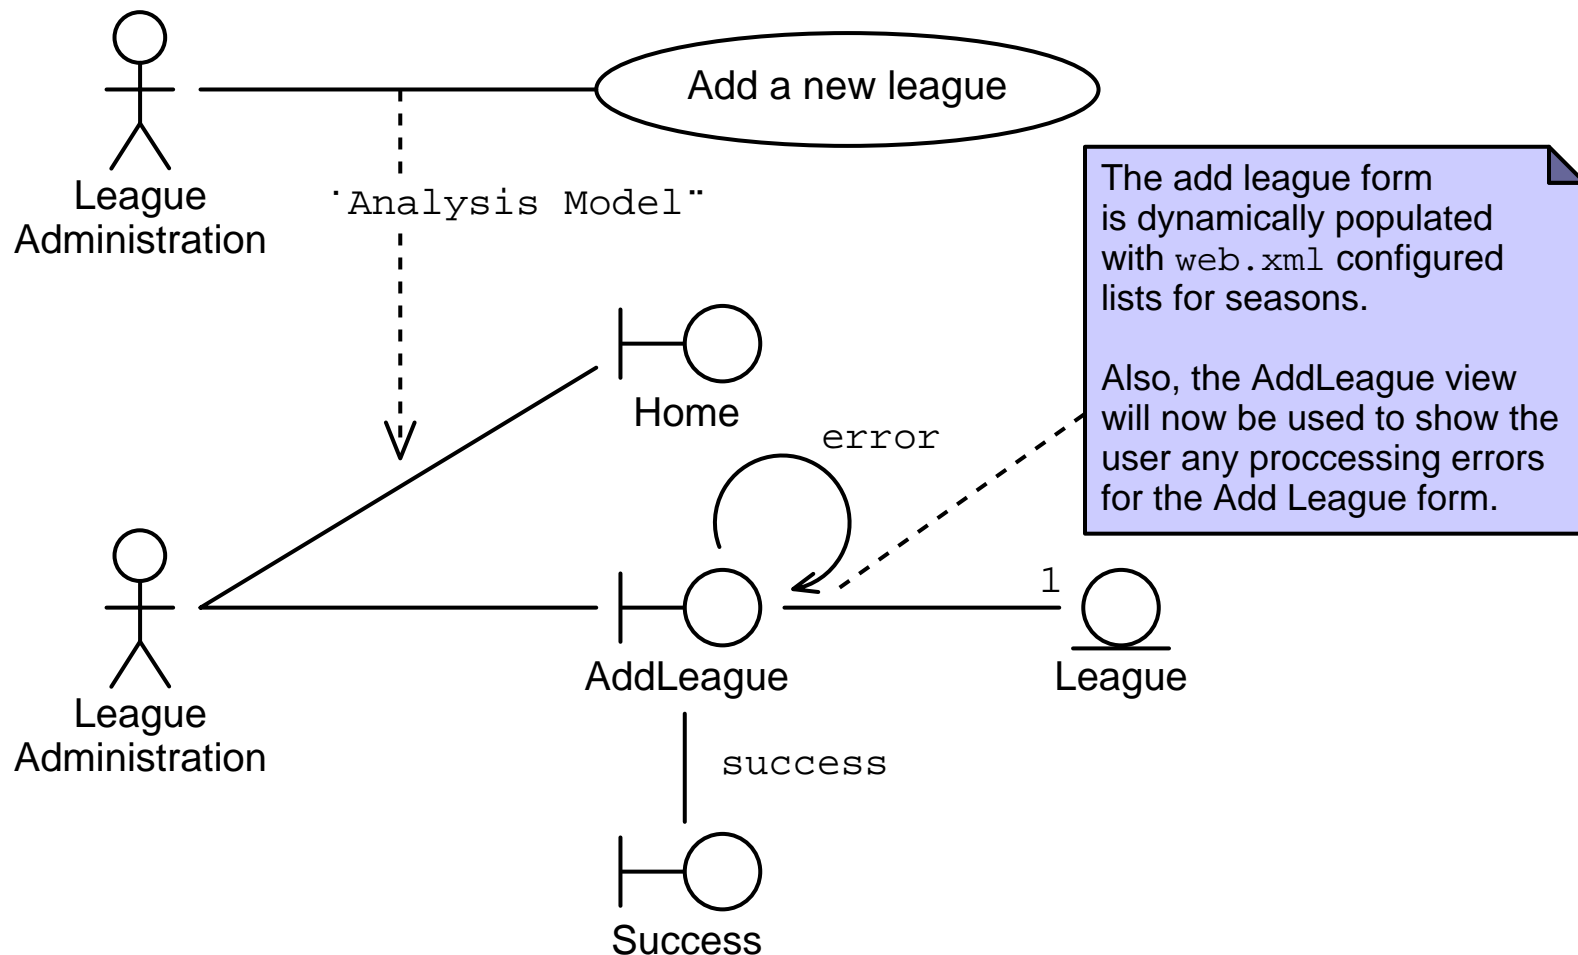 Add a new league
League
Administration
˙Analysis Model¨
The add league form
is dynamically populated
with web.xml configured
lists for seasons.
Also, the AddLeague view
will now be used to show the
user any proccessing errors
for the Add League form.
Home
error
1
AddLeague
League
League
Administration
success
Success